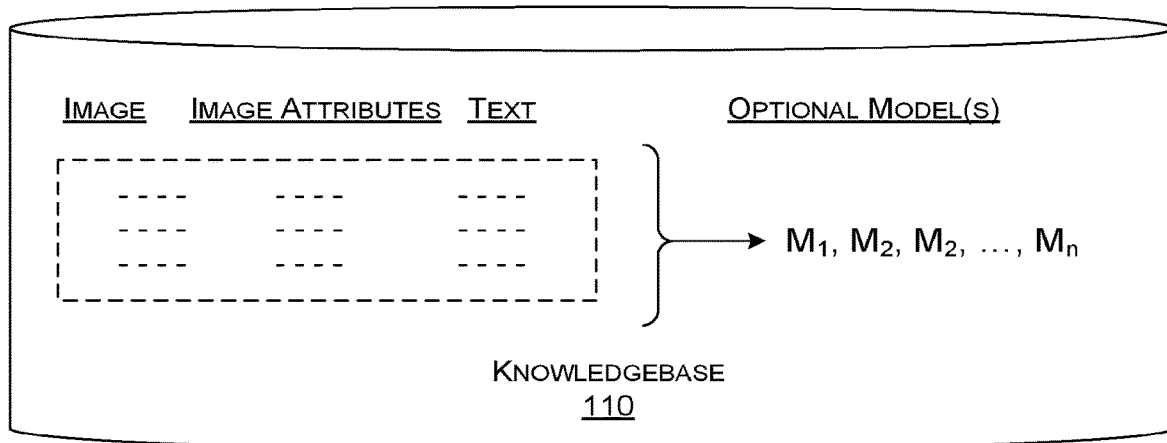 IMAGE IMAGE ATTRIBUTES TEXT OPTIONAL MODEL(S)
M1, M2, M2, ..., Mn
KNOWLEDGEBASE
110